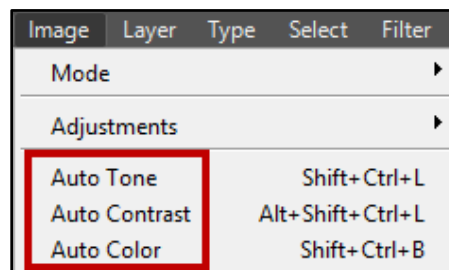 Image Layer Type Select Filter
Mode
Adjustments
Auto Tone Shift+Ctrl+L
Auto Contrast Alt+Shift+Ctrl+L
Auto Color Shift+Ctrl+B